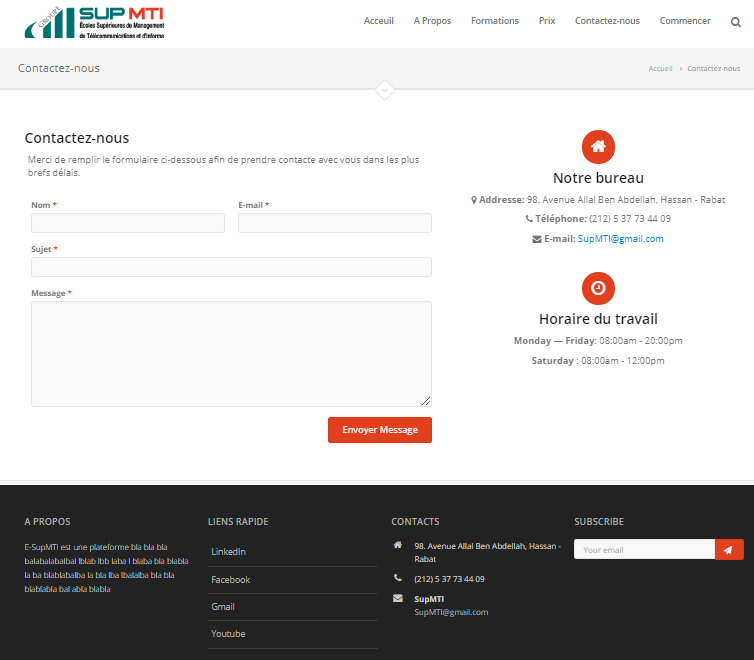 GROUPE
SUP MTI
Écoles Supérieures de Management
de Télécommunications et d'Informa
Acceuil A Propos Formations Prix Contactez-nous Commencer
Contactez-nous
Accueil > Contactez-nous
Contactez-nous
Merci de remplir le formulaire ci-dessous afin de prendre contacte avec vous dans les plus
brefs délais.
Nom * E-mail *
Sujet *
Message *
Envoyer Message
Notre bureau
Addresse: 98. Avenue Allal Ben Abdellah, Hassan - Rabat
Téléphone: (212) 5 37 73 44 09
E-mail: SupMTI@gmail.com
Horaire du travail
Monday — Friday: 08:00am - 20:00pm
Saturday : 08:00am - 12:00pm
A PROPOS
E-SupMTI est une plateforme bla bla bla
balabalabalbal lblab lbb laba l blaba bla blabla
la ba blablabalba la bla lba lbalalba bla bla
blablabla bal abla blabla
LIENS RAPIDE
LinkedIn
Facebook
Gmail
Youtube
CONTACTS
98. Avenue Allal Ben Abdellah, Hassan -
Rabat
(212) 5 37 73 44 09
SupMTI
SupMTI@gmail.com
SUBSCRIBE
Your email